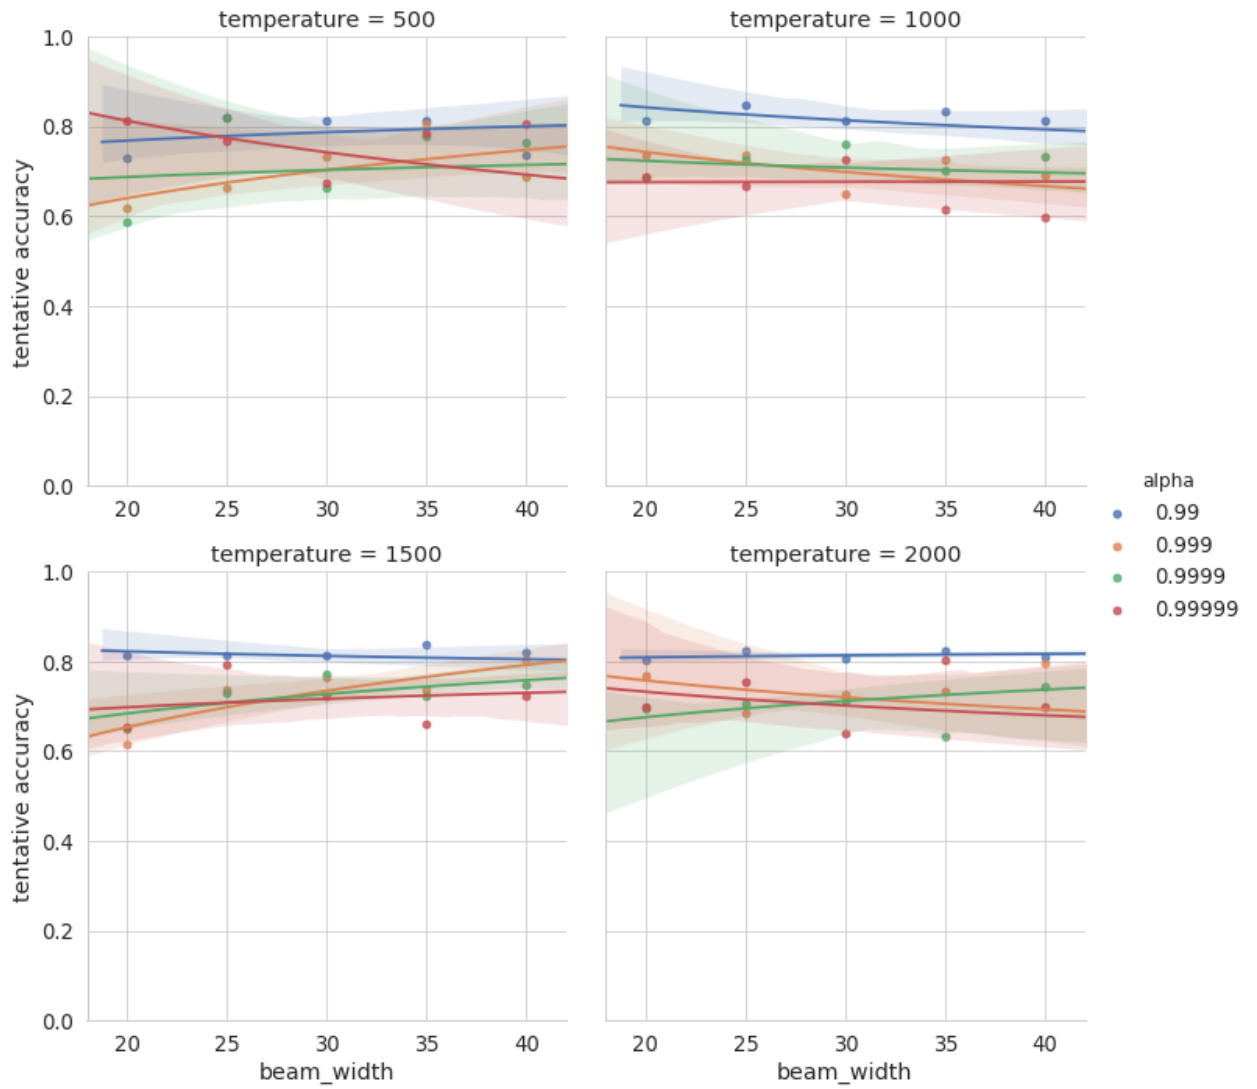 temperature = 500
temperature = 1000
1.0
0.8
0.6
0.4
0.2
0.0
tentative accuracy
20 25 30 35 40
20 25 30 35 40
temperature = 1500
temperature = 2000
1.0
0.8
0.6
0.4
0.2
0.0
tentative accuracy
20 25 30 35 40
20 25 30 35 40
beam_width
beam_width
alpha
0.99
0.999
0.9999
0.99999